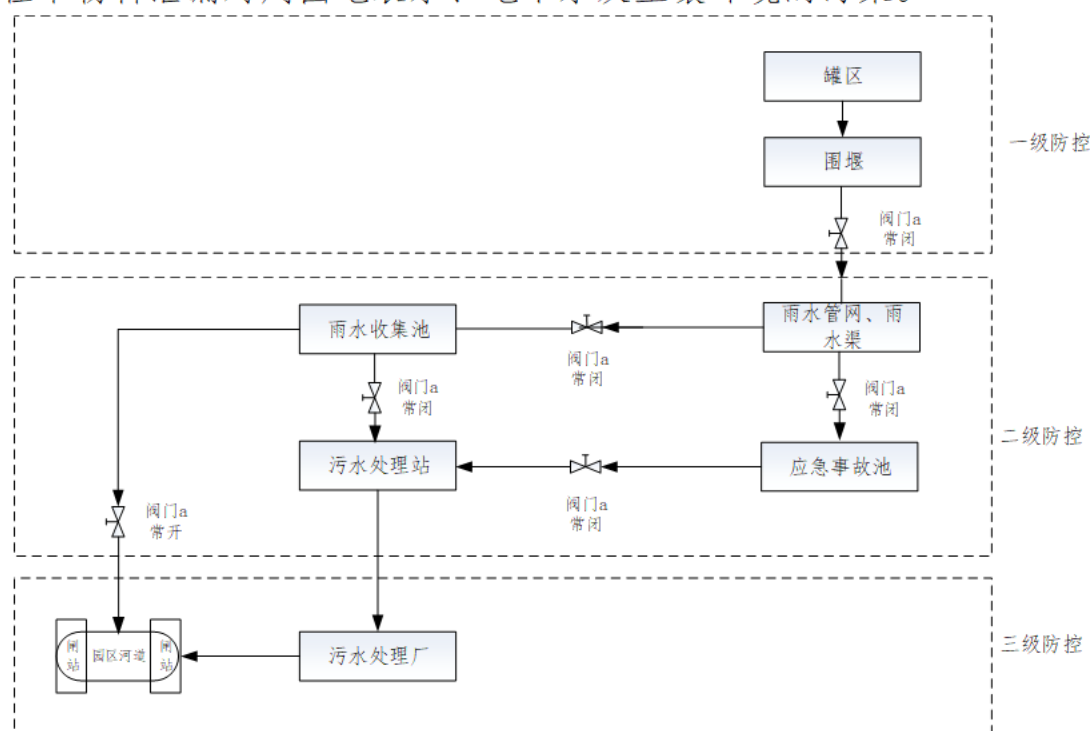 罐区
一级防控
围堰
阀门a
常闭
雨水收集池
雨水管网、雨
水渠
阀门a
常闭
阀门a
常闭
阀门a
常闭
二级防控
污水处理站
应急事故池
阀门a
常开
阀门a
常闭
闸
站
园区河道
闸
站
污水处理厂
三级防控